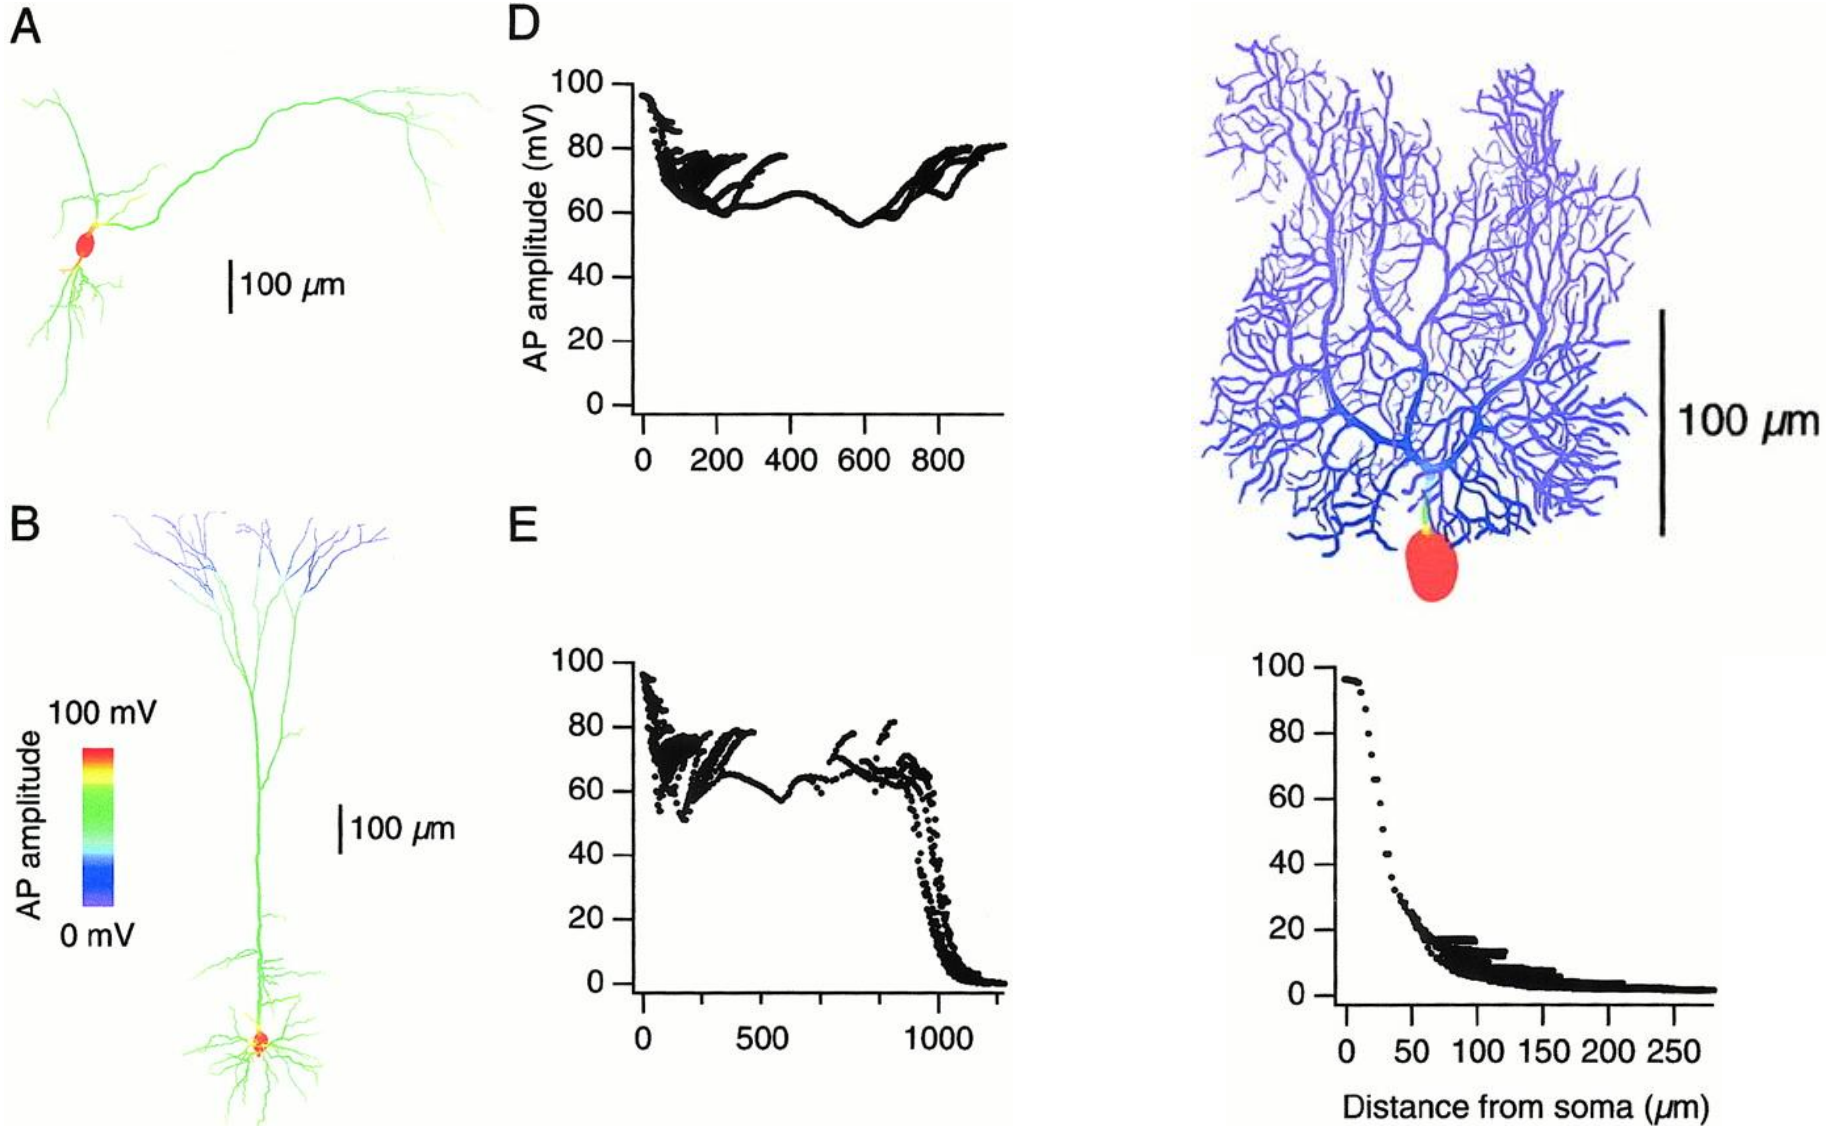 A
100 µm
B
100 mV
AP amplitude
0 mV
100 µm
D
AP amplitude (mV)
100
80
60
40
20
0
0 200 400 600 800
E
100
80
60
40
20
0
0 500 1000
100 µm
100
80
60
40
20
0
0 50 100 150 200 250
Distance from soma (µm)